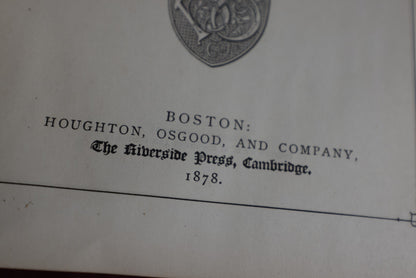 BOSTON:
HOUGHTON, OSGOOD, AND COMPANY,
The Riverside Press, Cambridge.
1878.